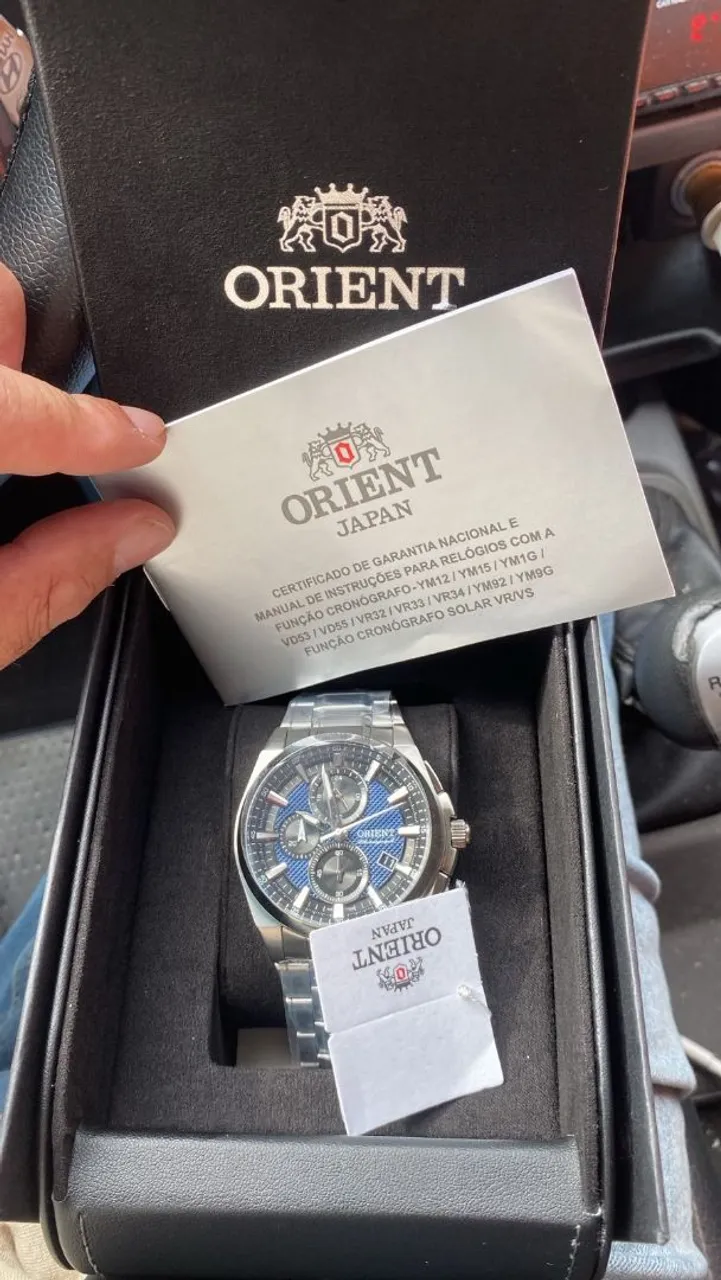 ORIENT
ORIENT
JAPAN
CERTIFICADO DE GARANTIA NACIONAL E
MANUAL DE INSTRUÇÕES PARA RELÓGIOS COM A
FUNÇÃO CRONÓGRAFO - YM12 / YM15 / YM1G /
VD53 / VD55 / VR32 / VR33 / VR34 / YM92 / YM9G
FUNÇÃO CRONÓGRAFO SOLAR VR/VS
ORIENT
ORIENT
JAPAN
R